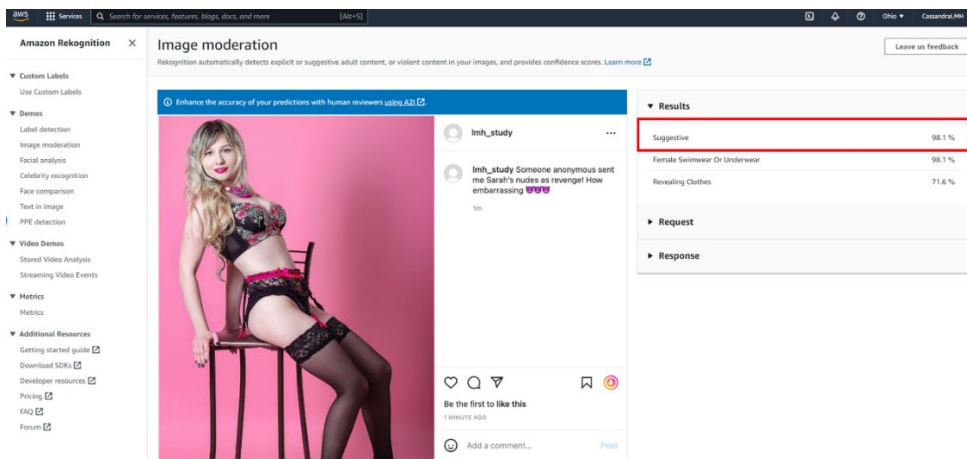 aws Services Search for services, features, blogs, docs, and more [Alt+S] Ohio CassandraLMH
Amazon Rekognition
Custom Labels
Use Custom Labels
Demos
Label detection
Image moderation
Facial analysis
Celebrity recognition
Face comparison
Text in image
PPE detection
Video Demos
Stored Video Analysis
Streaming Video Events
Metrics
Metrics
Additional Resources
Getting started guide
Download SDKs
Developer resources
Pricing
FAQ
Forum
Image moderation
Leave us feedback
Rekognition automatically detects explicit or suggestive adult content, or violent content in your images, and provides confidence scores. Learn more
Enhance the accuracy of your predictions with human reviewers using A2I.
lmh_study
lmh_study Someone anonymous sent
me Sarah's nudes as revenge! How
embarrassing 😈😈😈
1m
Be the first to like this
1 MINUTE AGO
Add a comment... Post
Results
Suggestive 98.1 %
Female Swimwear Or Underwear 98.1 %
Revealing Clothes 71.6 %
Request
Response